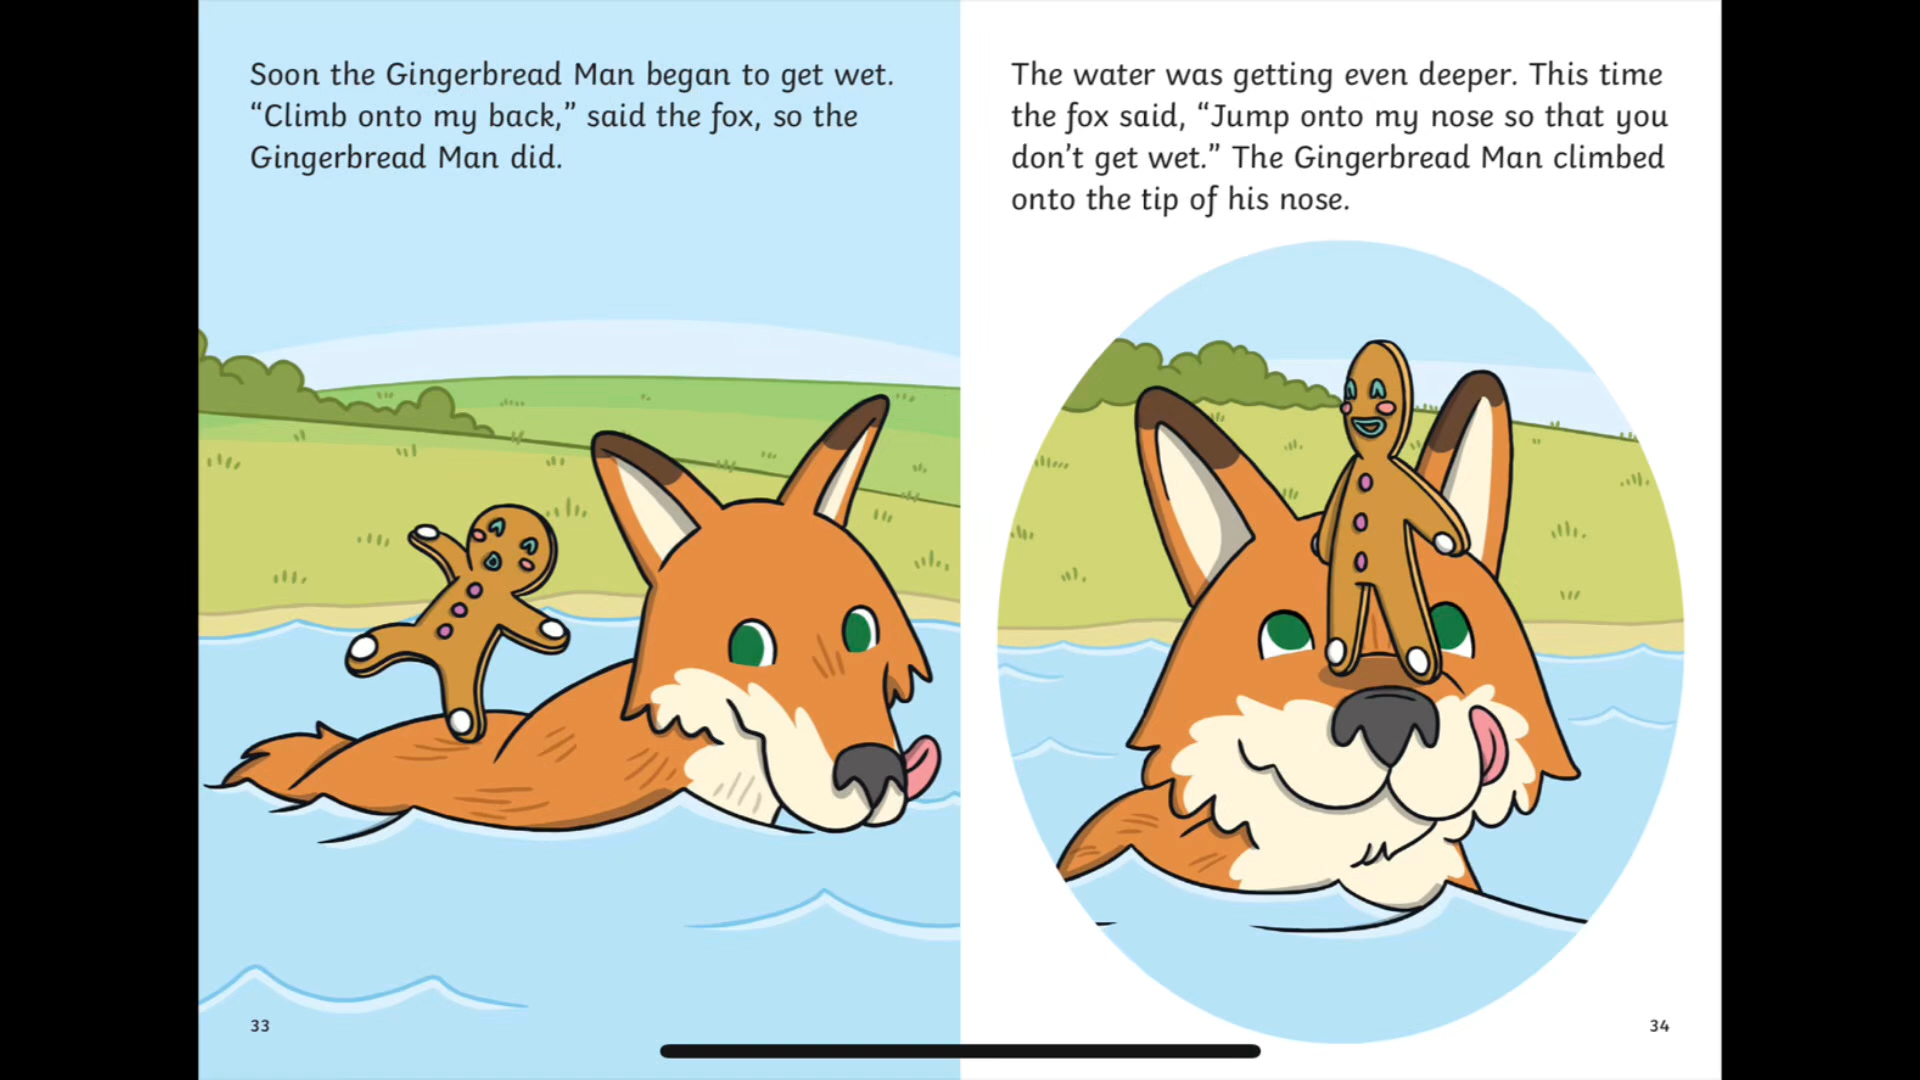 Soon the Gingerbread Man began to get wet.
“Climb onto my back,” said the fox, so the
Gingerbread Man did.
33
The water was getting even deeper. This time
the fox said, “Jump onto my nose so that you
don’t get wet.” The Gingerbread Man climbed
onto the tip of his nose.
34